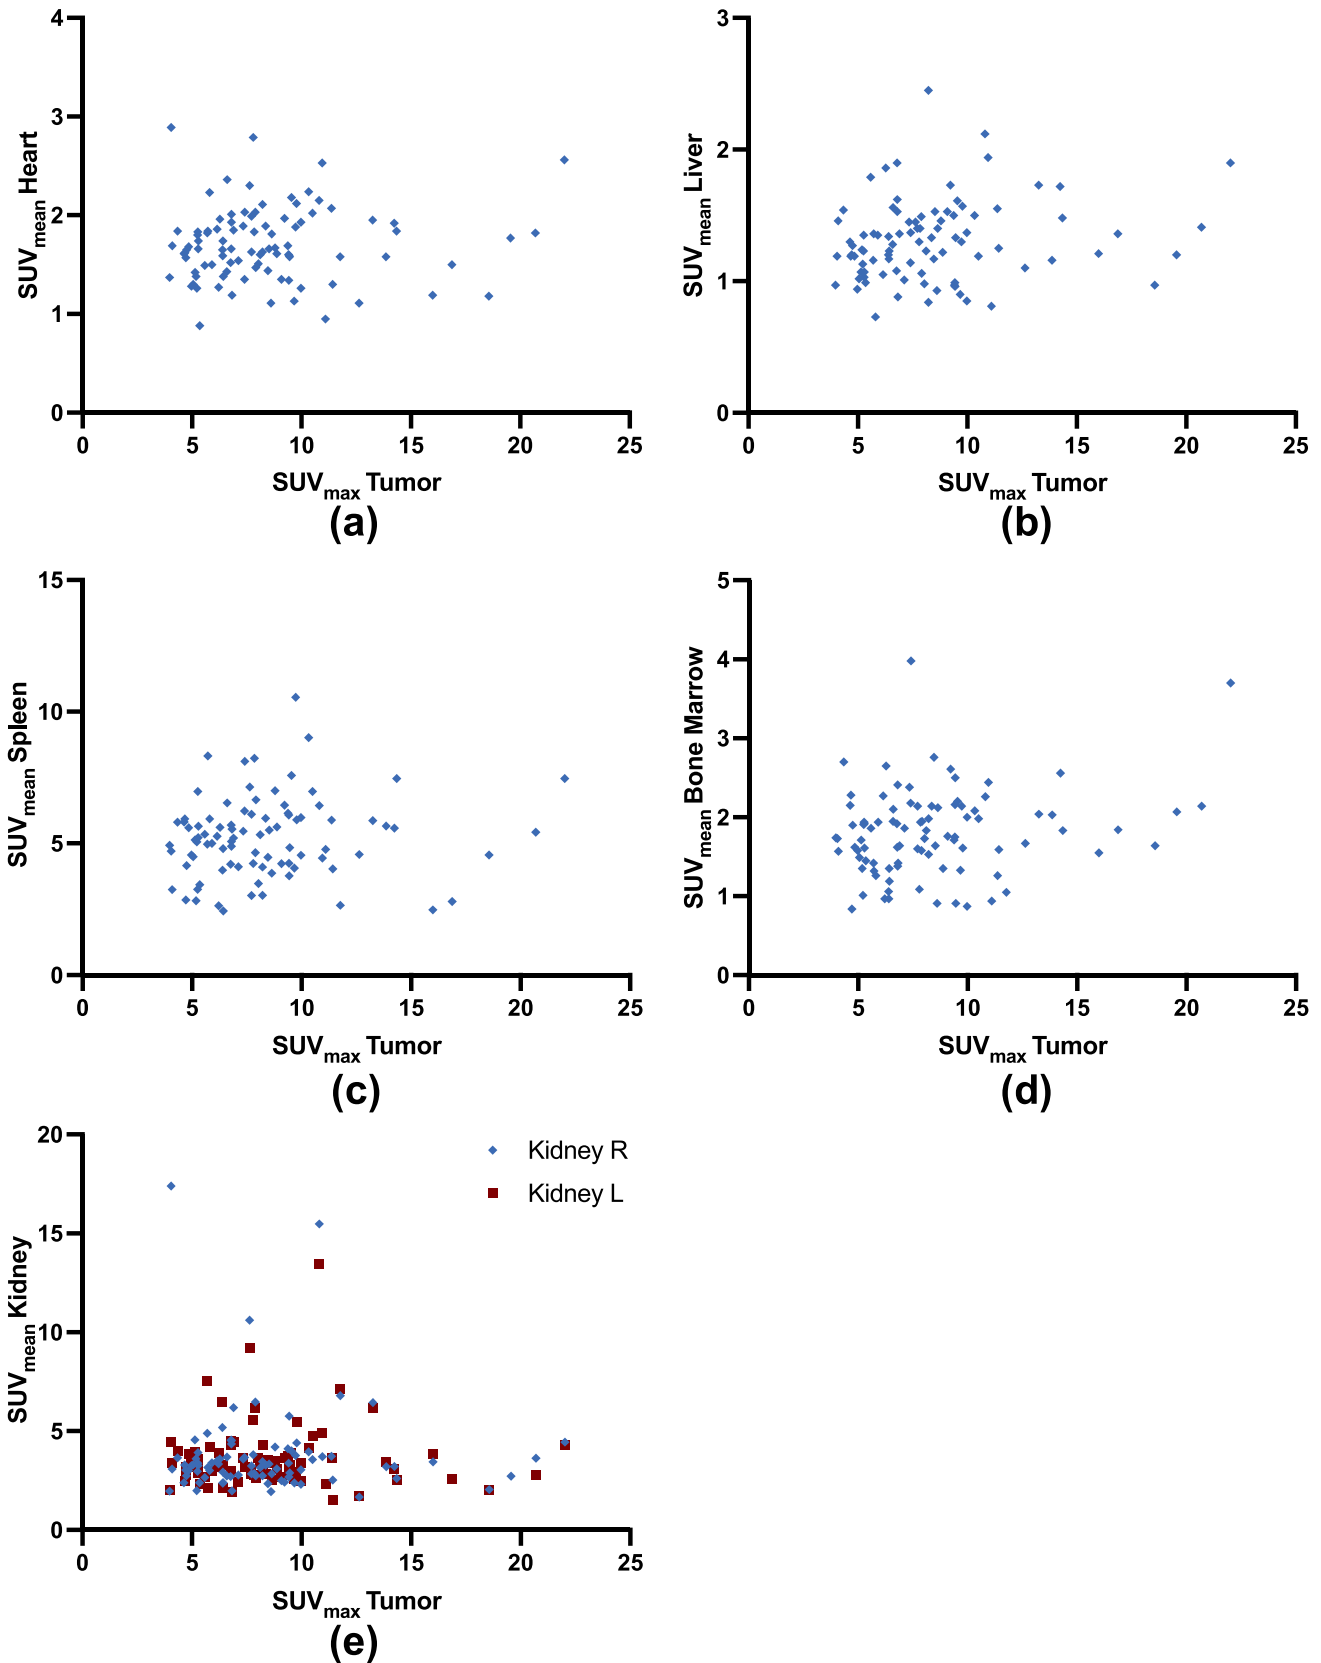 4
3
2
1
0
SUVmean Heart
0 5 10 15 20 25
SUVmax Tumor
(a)
3
2
1
0
SUVmean Liver
0 5 10 15 20 25
SUVmax Tumor
(b)
15
10
5
0
SUVmean Spleen
0 5 10 15 20 25
SUVmax Tumor
(c)
5
4
3
2
1
0
SUVmean Bone Marrow
0 5 10 15 20 25
SUVmax Tumor
(d)
20
15
10
5
0
SUVmean Kidney
Kidney R
Kidney L
0 5 10 15 20 25
SUVmax Tumor
(e)